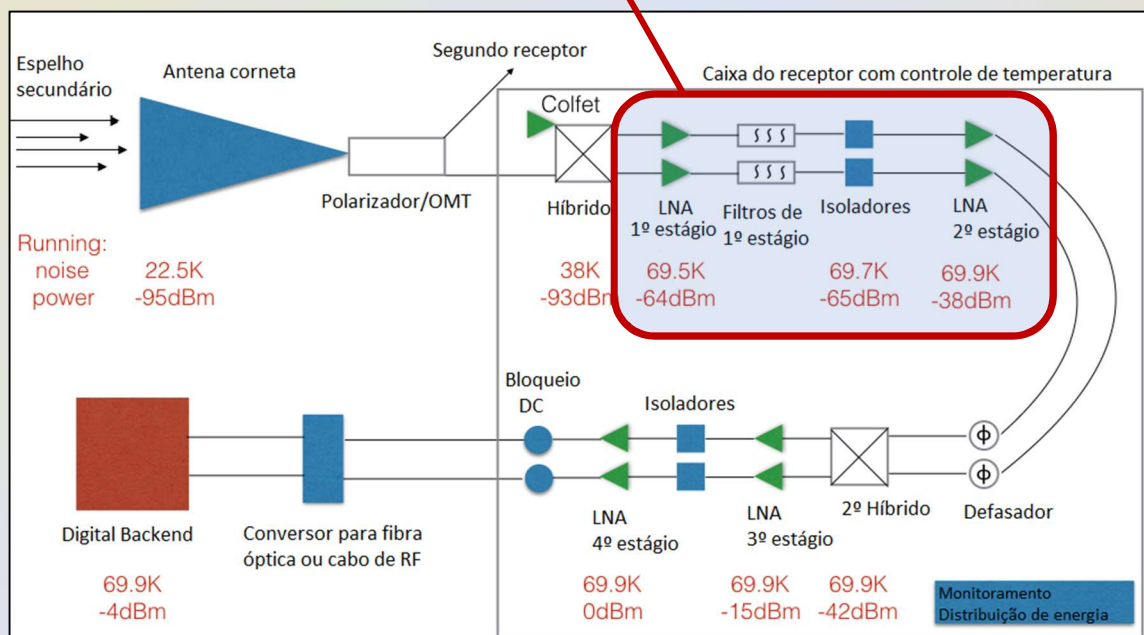 Espelho
secundário
Antena corneta
Segundo receptor
Caixa do receptor com controle de temperatura
Colfet
Polarizador/OMT
Híbrido
LNA
1º estágio
Filtros de
1º estágio
Isoladores
LNA
2º estágio
Running:
noise
power
22.5K
-95dBm
38K
-93dBm
69.5K
-64dBm
69.7K
-65dBm
69.9K
-38dBm
Bloqueio
DC
Isoladores
ϕ
ϕ
Digital Backend
Conversor para fibra
óptica ou cabo de RF
LNA
4º estágio
LNA
3º estágio
2º Híbrido
Defasador
69.9K
-4dBm
69.9K
0dBm
69.9K
-15dBm
69.9K
-42dBm
Monitoramento
Distribuição de energia